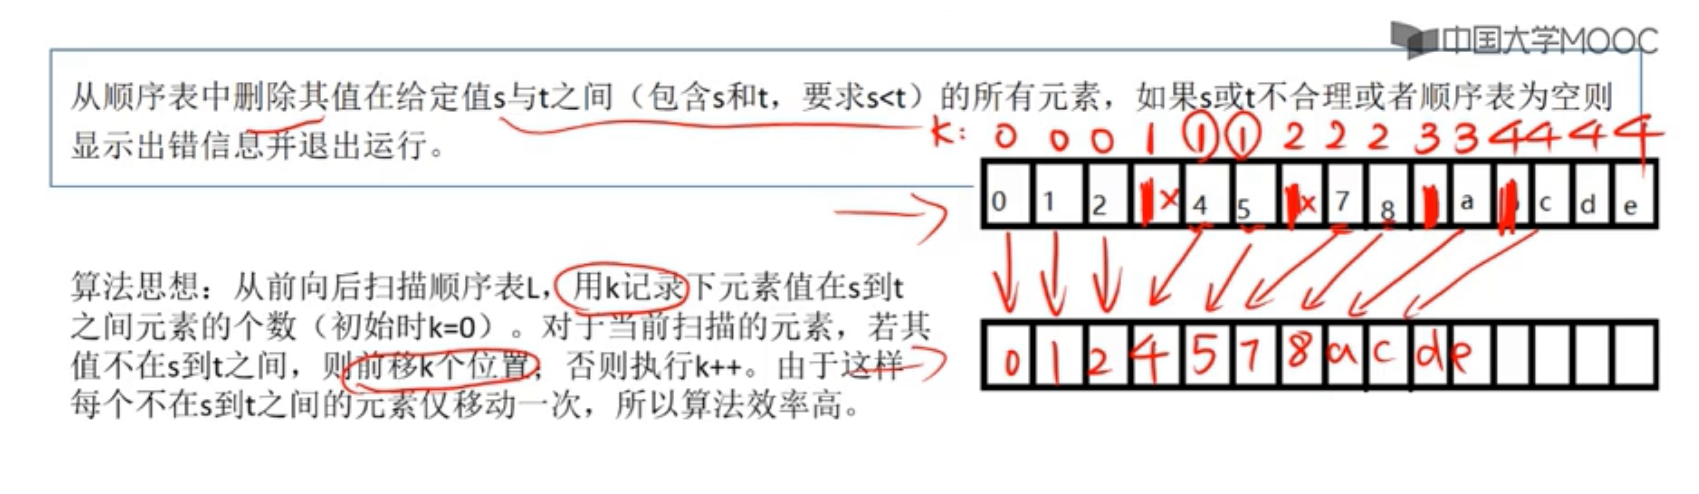 中国大学MOOC
从顺序表中删除其值在给定值s与t之间（包含s和t，要求s<t）的所有元素，如果s或t不合理或者顺序表为空则
显示出错信息并退出运行。
k: 0 0 0 1 1 1 2 2 2 3 3 4 4 4 4
0 1 2 × 4 5 × 7 8 a c d e
算法思想：从前向后扫描顺序表L，用k记录下元素值在s到t
之间元素的个数（初始时k=0）。对于当前扫描的元素，若其
值不在s到t之间，则前移k个位置；否则执行k++。由于这样
每个不在s到t之间的元素仅移动一次，所以算法效率高。
0 1 2 4 5 7 8 a c d e